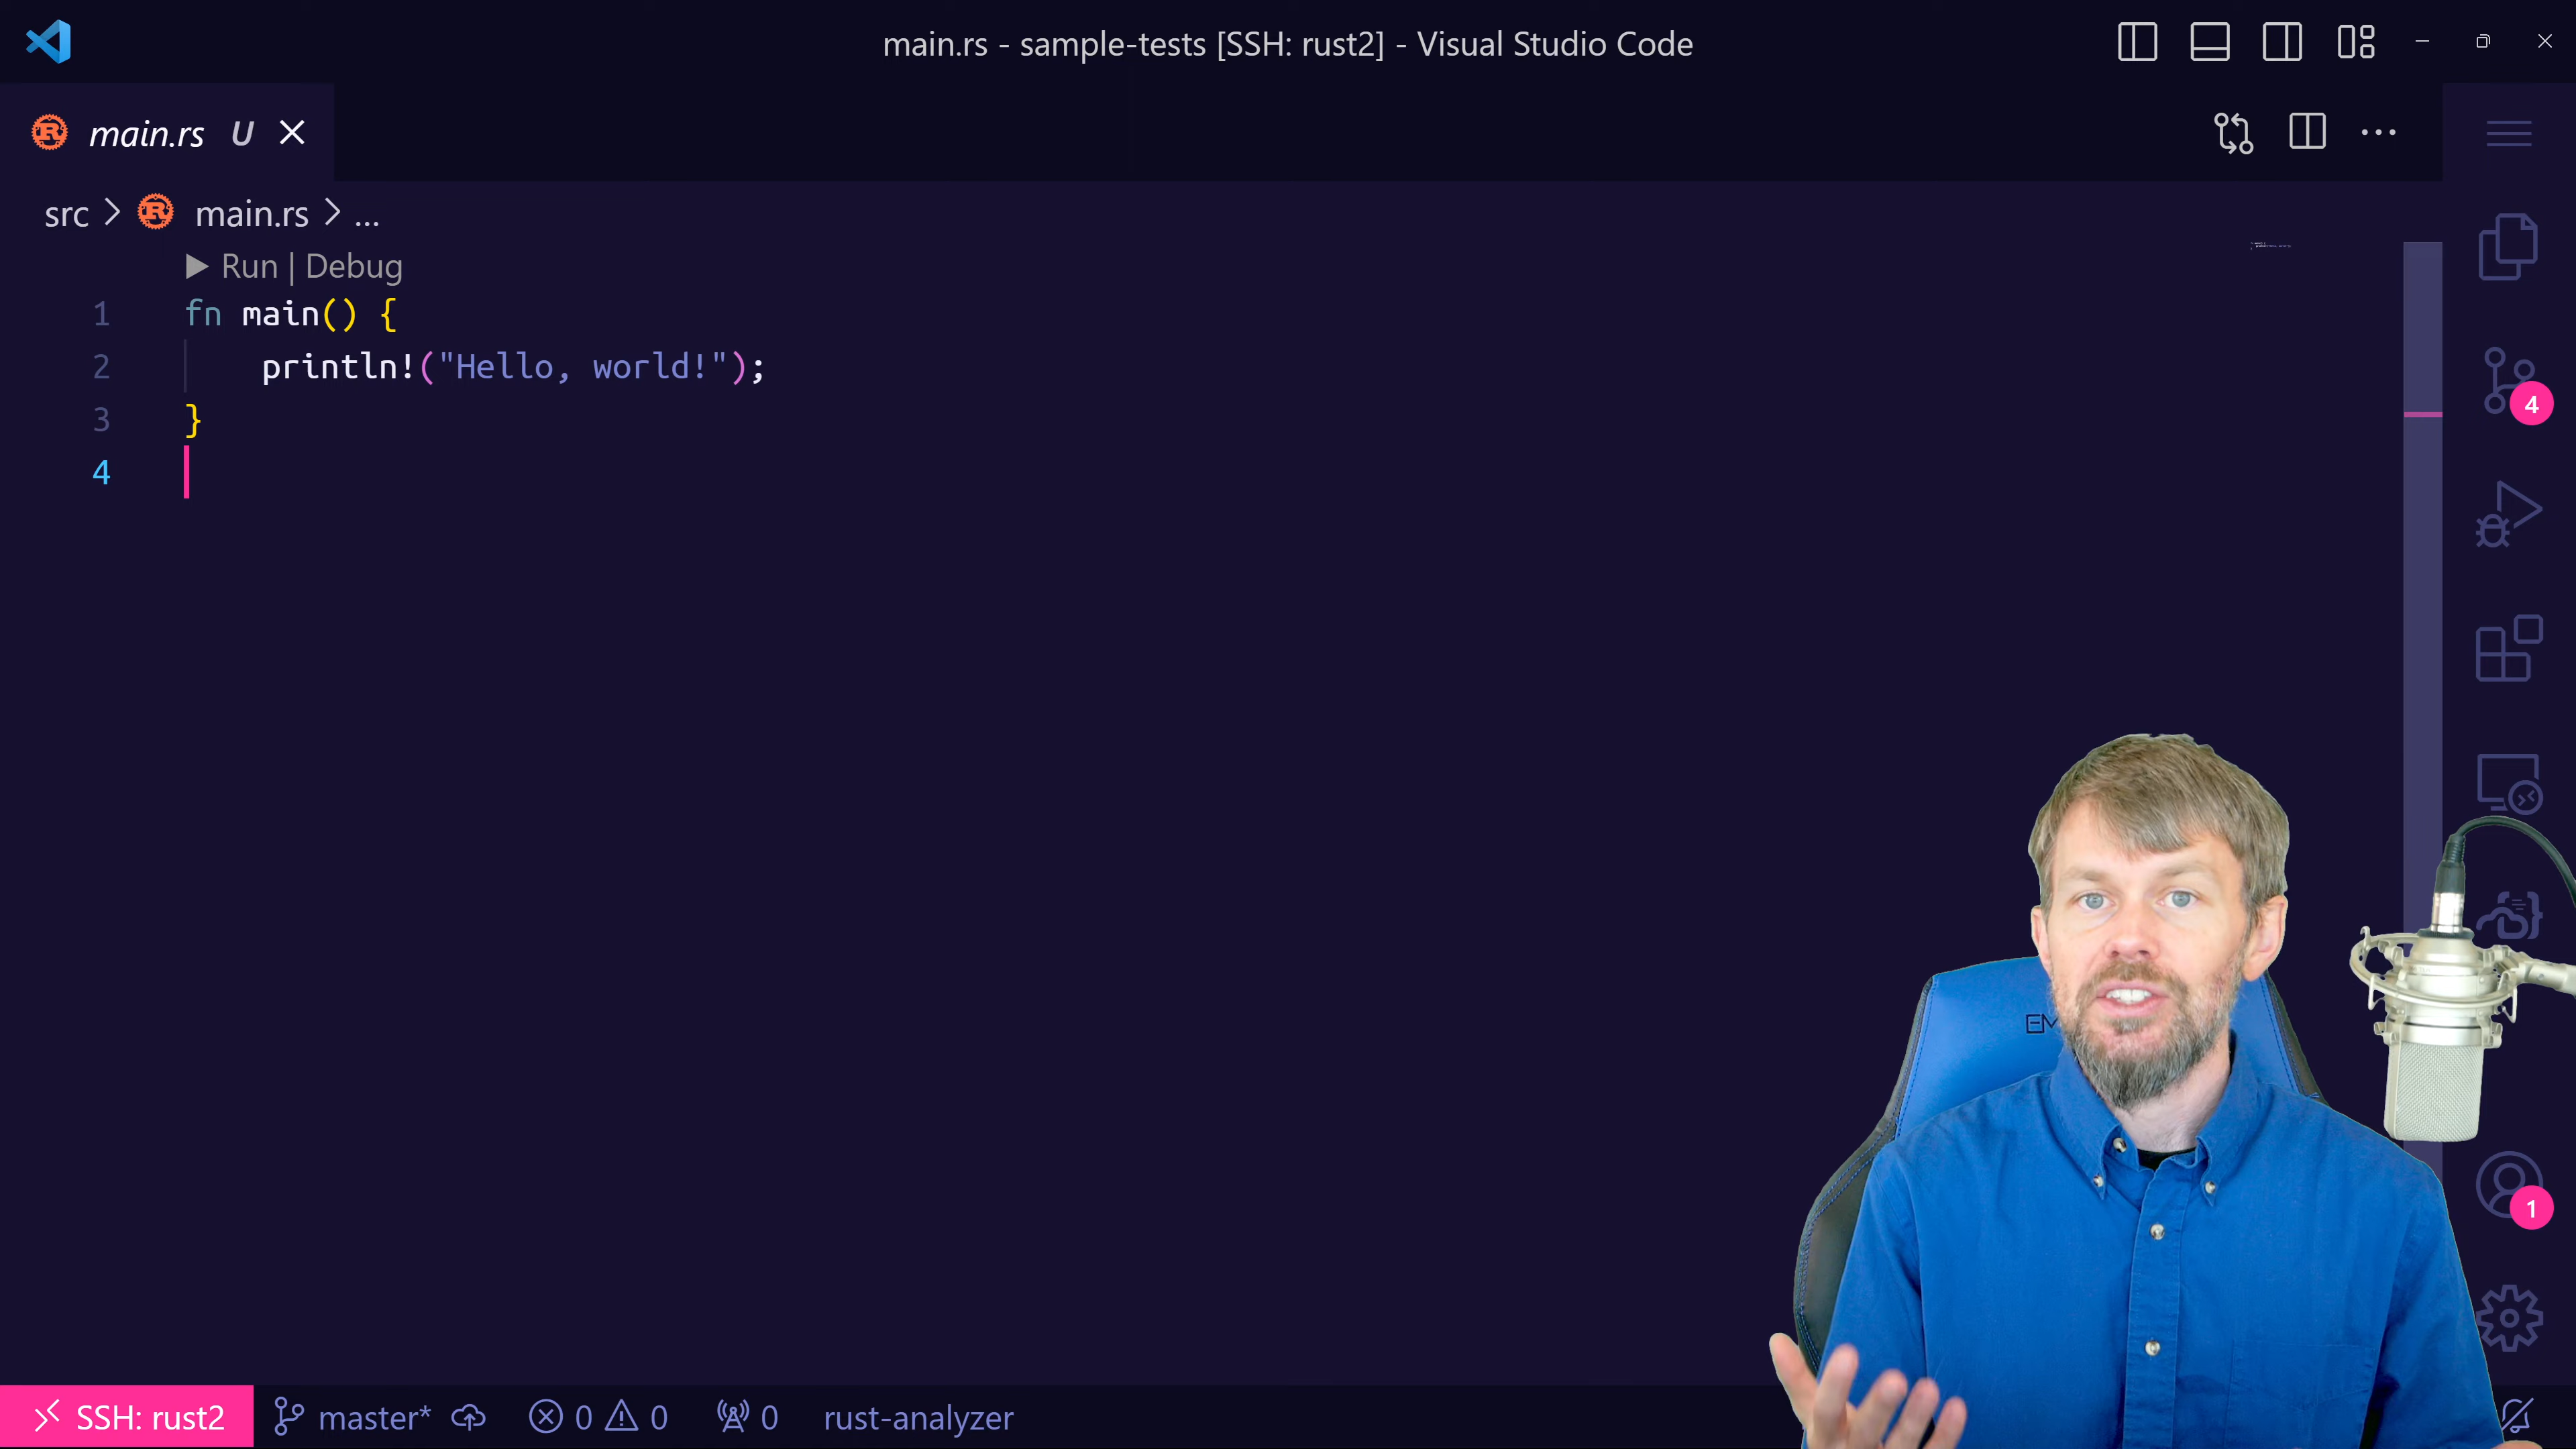 main.rs - sample-tests [SSH: rust2] - Visual Studio Code
main.rs U
src > main.rs > ...
Run | Debug
1 fn main() {
2 println!("Hello, world!");
3 }
4
4
EM
1
SSH: rust2 master* 0 0 0 rust-analyzer